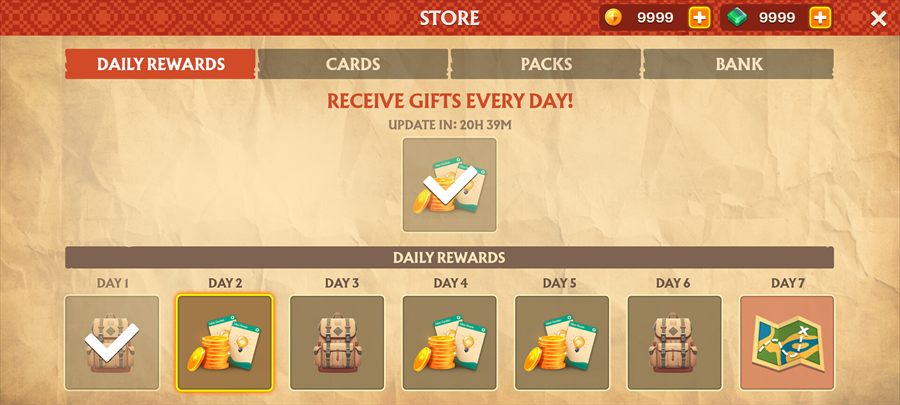 STORE
9999
9999
DAILY REWARDS
CARDS
PACKS
BANK
RECEIVE GIFTS EVERY DAY!
UPDATE IN: 20H 39M
DAILY REWARDS
DAY 1
DAY 2
DAY 3
DAY 4
DAY 5
DAY 6
DAY 7